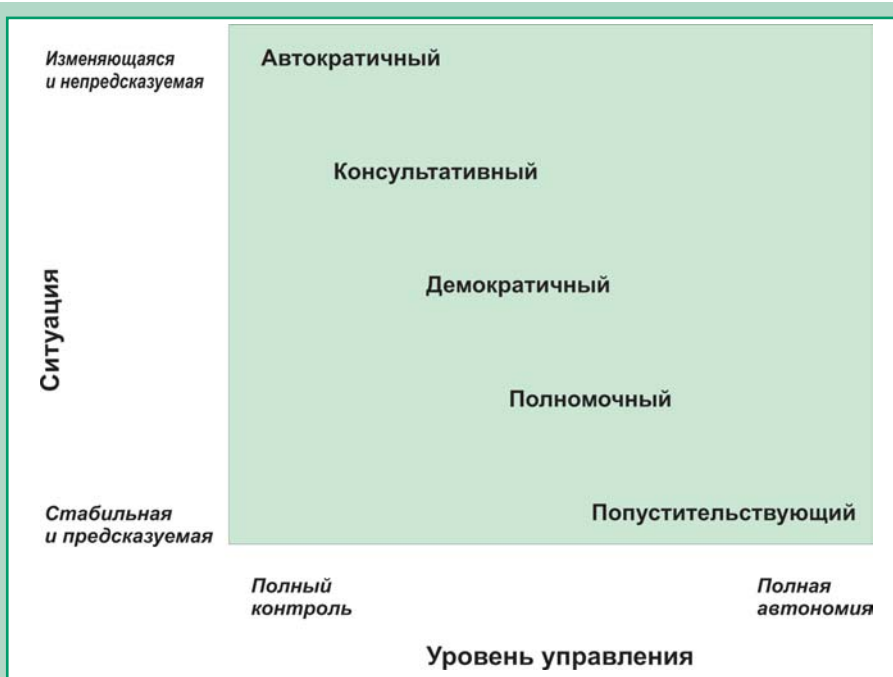 Изменяющаяся
и непредсказуемая
Автократичный
Консультативный
Демократичный
Ситуация
Полномочный
Стабильная
и предсказуемая
Попустительствующий
Полный
контроль
Полная
автономия
Уровень управления